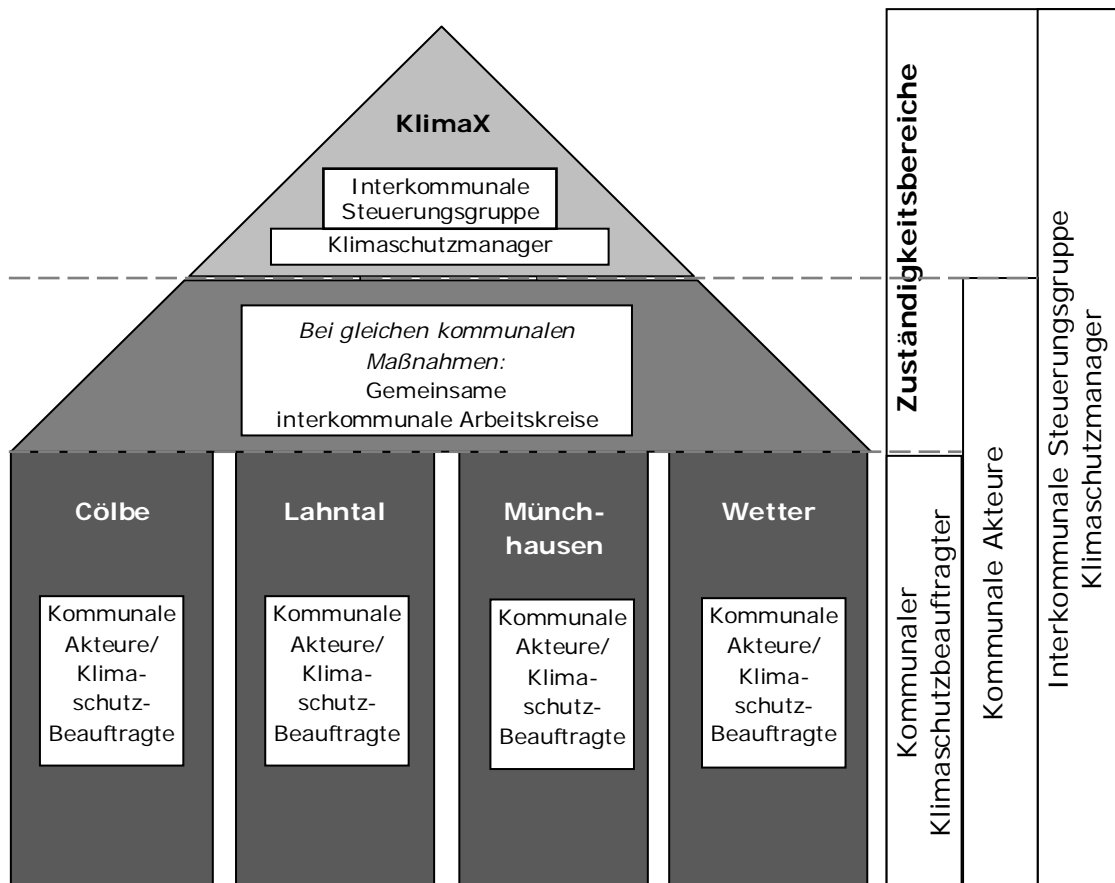 KlimaX
Interkommunale
Steuerungsgruppe
Klimaschutzmanager
Bei gleichen kommunalen
Maßnahmen:
Gemeinsame
interkommunale Arbeitskreise
Cölbe
Kommunale
Akteure/
Klima-
schutz-
Beauftragte
Lahntal
Kommunale
Akteure/
Klima-
schutz-
Beauftragte
Münch-
hausen
Kommunale
Akteure/
Klima-
schutz-
Beauftragte
Wetter
Kommunale
Akteure/
Klima-
schutz-
Beauftragte
Zuständigkeitsbereiche
Kommunaler
Klimaschutzbeauftragter
Kommunale Akteure
Interkommunale Steuerungsgruppe
Klimaschutzmanager